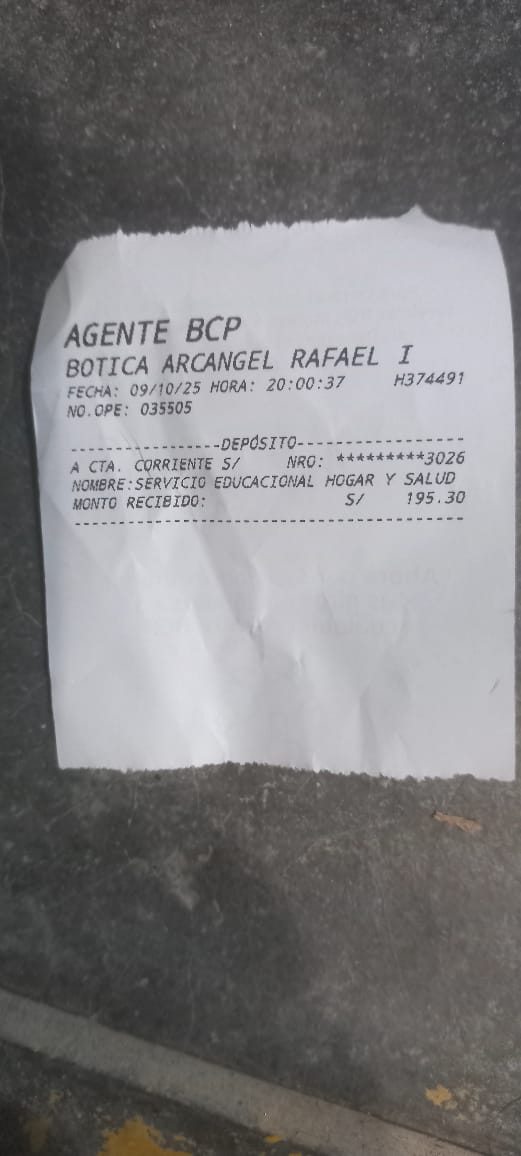 AGENTE BCP
BOTICA ARCANGEL RAFAEL I
FECHA: 09/10/25 HORA: 20:00:37 H374491
NO.OPE: 035505
-----------------DEPÓSITO-------------------
A CTA. CORRIENTE S/ NRO: *********3026
NOMBRE:SERVICIO EDUCACIONAL HOGAR Y SALUD
MONTO RECIBIDO: S/ 195.30
--------------------------------------------